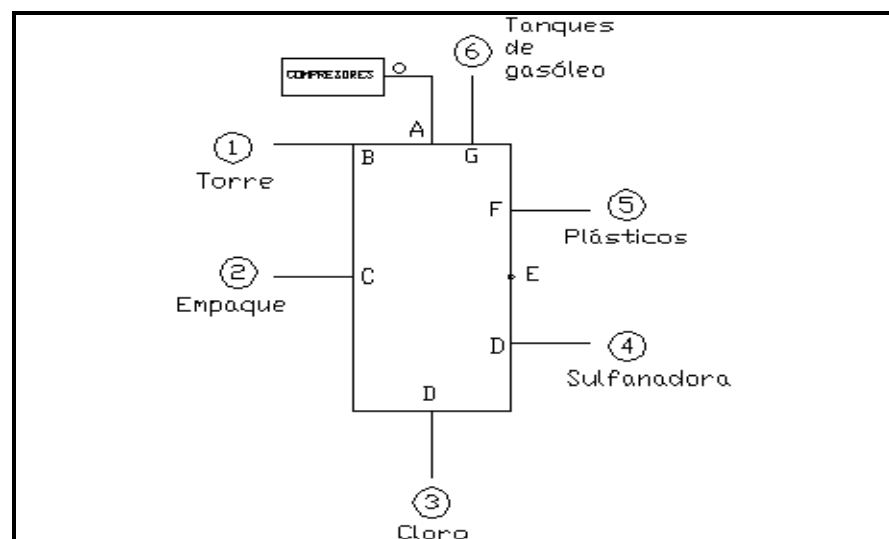 Tanques
de
gasóleo
6
COMPRESORES
O
A
1
B
G
Torre
F
5
Plásticos
2
C
E
Empaque
D
4
Sulfanadora
D
3
Cloro